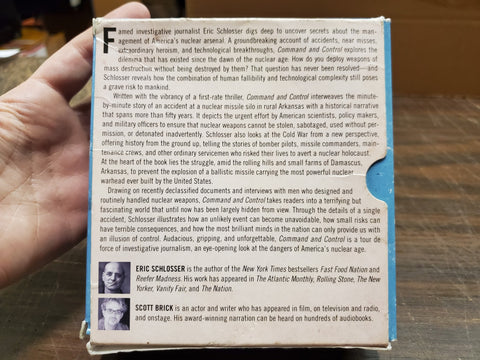 Famed investigative journalist Eric Schlosser digs deep to uncover secrets about the man-
agement of America's nuclear arsenal. A groundbreaking account of accidents, near misses,
extraordinary heroism, and technological breakthroughs, Command and Control explores the
dilemma that has existed since the dawn of the nuclear age: How do you deploy weapons of
mass destruction without being destroyed by them? That question has never been resolved—and
Schlosser reveals how the combination of human fallibility and technological complexity still poses
a grave risk to mankind.
Written with the vibrancy of a first-rate thriller, Command and Control interweaves the minute-
by-minute story of an accident at a nuclear missile silo in rural Arkansas with a historical narrative
that spans more than fifty years. It depicts the urgent effort by American scientists, policy makers,
and military officers to ensure that nuclear weapons cannot be stolen, sabotaged, used without per-
mission, or detonated inadvertently. Schlosser also looks at the Cold War from a new perspective,
offering history from the ground up, telling the stories of bomber pilots, missile commanders, main-
tenance crews, and other ordinary servicemen who risked their lives to avert a nuclear holocaust.
At the heart of the book lies the struggle, amid the rolling hills and small farms of Damascus,
Arkansas, to prevent the explosion of a ballistic missile carrying the most powerful nuclear
warhead ever built by the United States.
Drawing on recently declassified documents and interviews with men who designed and
routinely handled nuclear weapons, Command and Control takes readers into a terrifying but
fascinating world that until now has been largely hidden from view. Through the details of a single
accident, Schlosser illustrates how an unlikely event can become unavoidable, how small risks can
have terrible consequences, and how the most brilliant minds in the nation can only provide us with
an illusion of control. Audacious, gripping, and unforgettable, Command and Control is a tour de
force of investigative journalism, an eye-opening look at the dangers of America's nuclear age.
ERIC SCHLOSSER is the author of the New York Times bestsellers Fast Food Nation and
Reefer Madness. His work has appeared in The Atlantic Monthly, Rolling Stone, The New
Yorker, Vanity Fair, and The Nation.
SCOTT BRICK is an actor and writer who has appeared in film, on television and radio,
and onstage. His award-winning narration can be heard on hundreds of audiobooks.